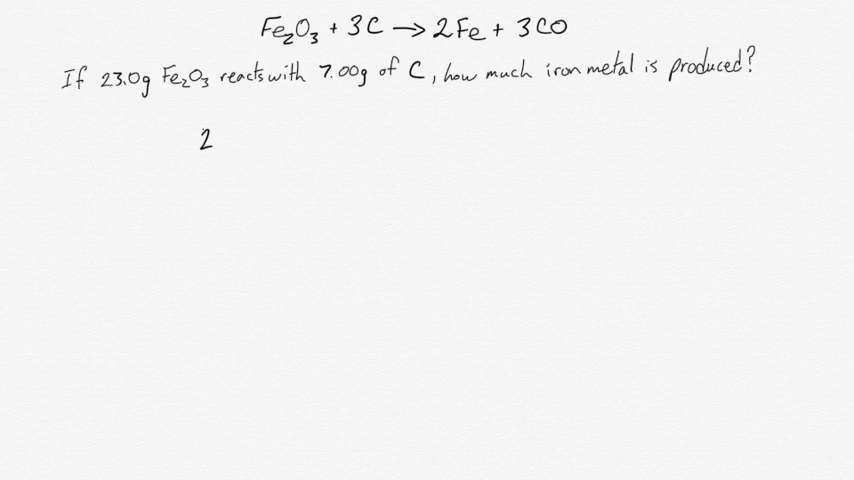 Fe₂O₃ + 3C → 2Fe + 3CO
If 23.0g Fe₂O₃ reacts with 7.00g of C, how much iron metal is produced?
2